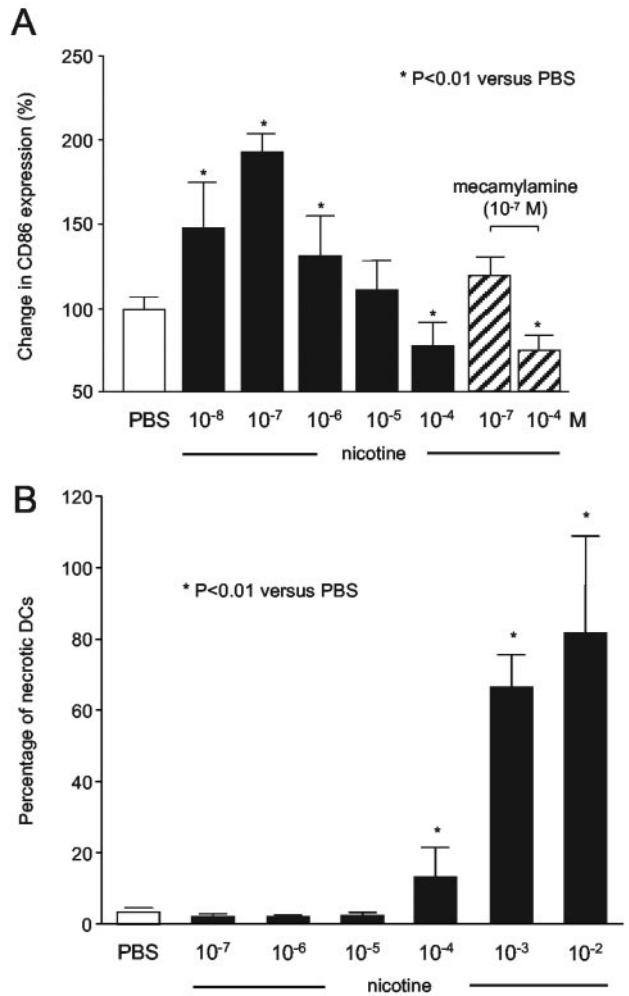 A
Change in CD86 expression (%)
250
200
150
100
50
* P<0.01 versus PBS
*
*
*
*
*
mecamylamine
(10⁻⁷ M)
PBS 10⁻⁸ 10⁻⁷ 10⁻⁶ 10⁻⁵ 10⁻⁴ 10⁻⁷ 10⁻⁴ M
nicotine
B
Percentage of necrotic DCs
120
100
80
60
40
20
0
* P<0.01 versus PBS
*
*
*
PBS 10⁻⁷ 10⁻⁶ 10⁻⁵ 10⁻⁴ 10⁻³ 10⁻²
nicotine